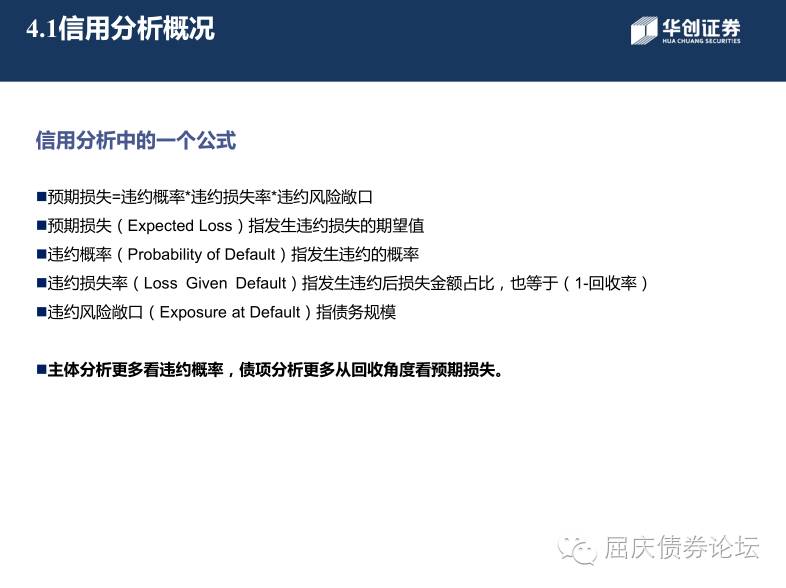 4.1信用分析概况
华创证券
HUA CHUANG SECURITIES
信用分析中的一个公式
■预期损失=违约概率*违约损失率*违约风险敞口
■预期损失（Expected Loss）指发生违约损失的期望值
■违约概率（Probability of Default）指发生违约的概率
■违约损失率（Loss Given Default）指发生违约后损失金额占比，也等于（1-回收率）
■违约风险敞口（Exposure at Default）指债务规模
■主体分析更多看违约概率，债项分析更多从回收角度看预期损失。
屈庆债券论坛